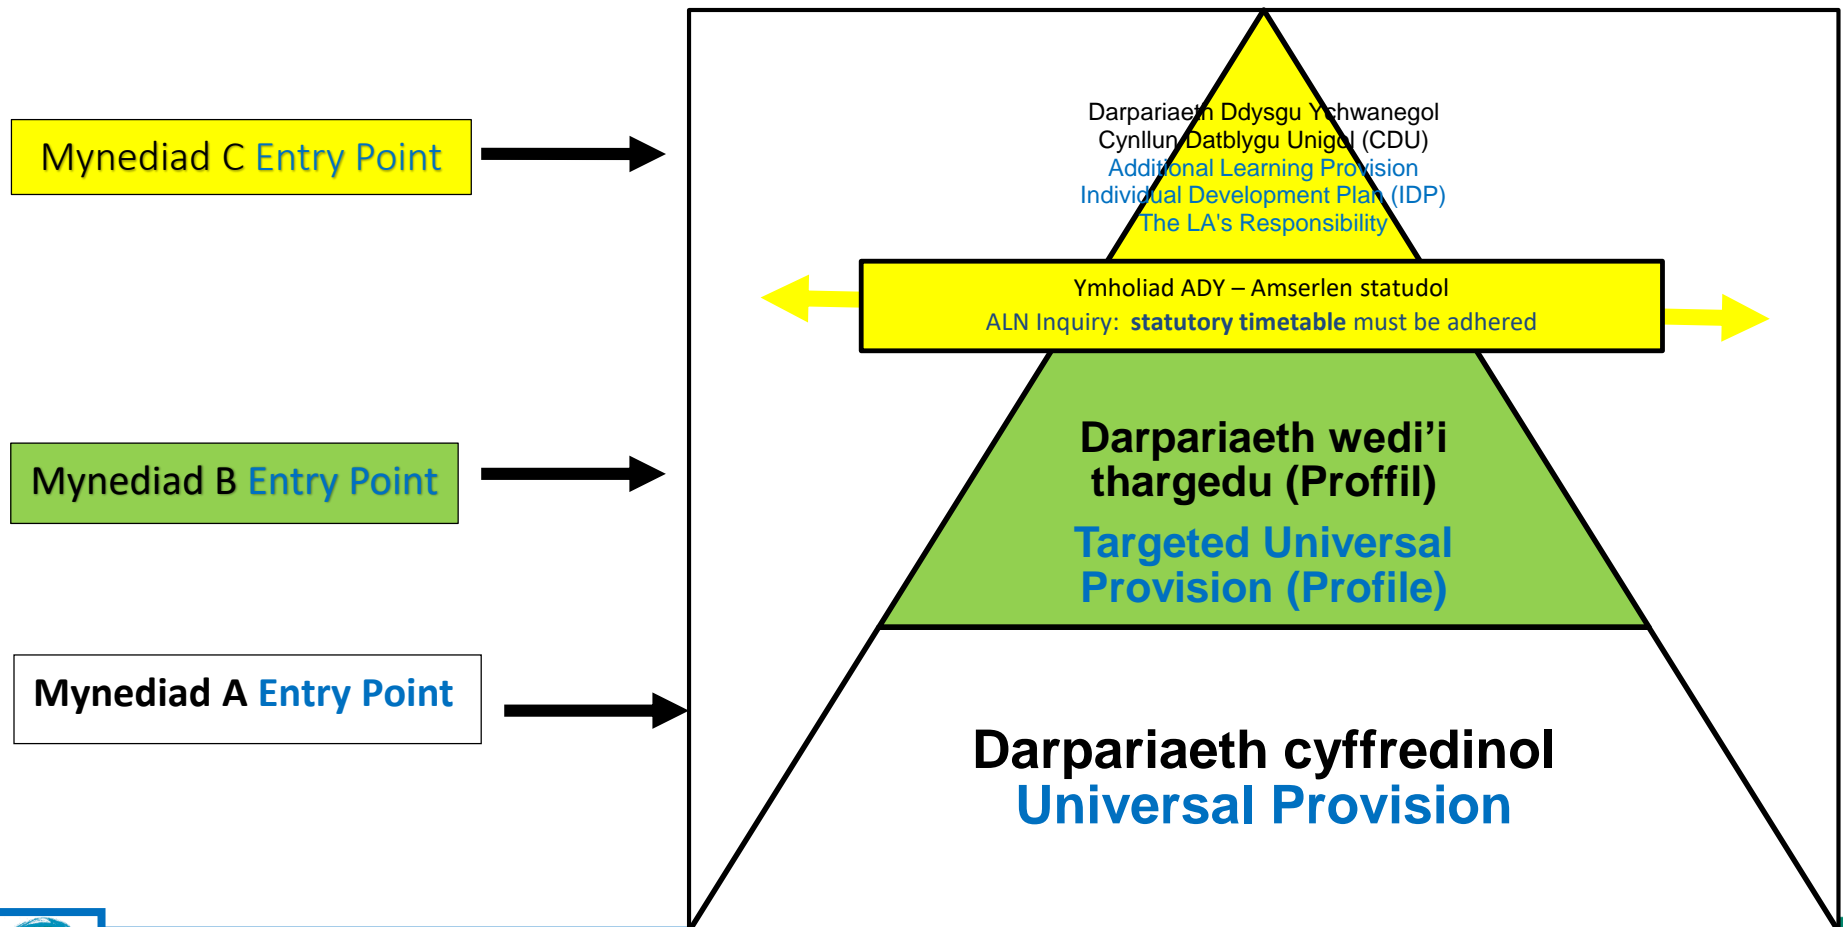 Mynediad C Entry Point
Darpariaeth Ddysgu Ychwanegol
Cynllun Datblygu Unigol (CDU)
Additional Learning Provision
Individual Development Plan (IDP)
The LA's Responsibility
Ymholiad ADY – Amserlen statudol
ALN Inquiry: statutory timetable must be adhered
Mynediad B Entry Point
Darpariaeth wedi’i
thargedu (Proffil)
Targeted Universal
Provision (Profile)
Mynediad A Entry Point
Darpariaeth cyffredinol
Universal Provision